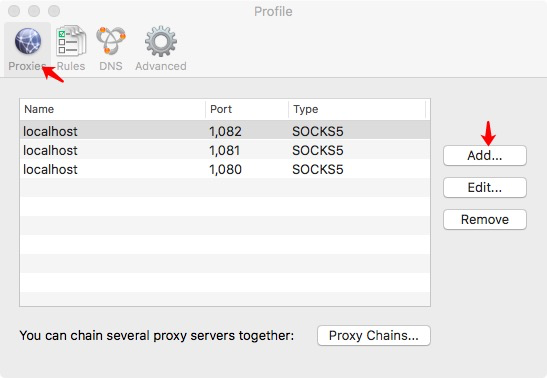 Profile
Proxies Rules DNS Advanced
Name Port Type
localhost 1,082 SOCKS5
localhost 1,081 SOCKS5
localhost 1,080 SOCKS5
Add...
Edit...
Remove
You can chain several proxy servers together: Proxy Chains...